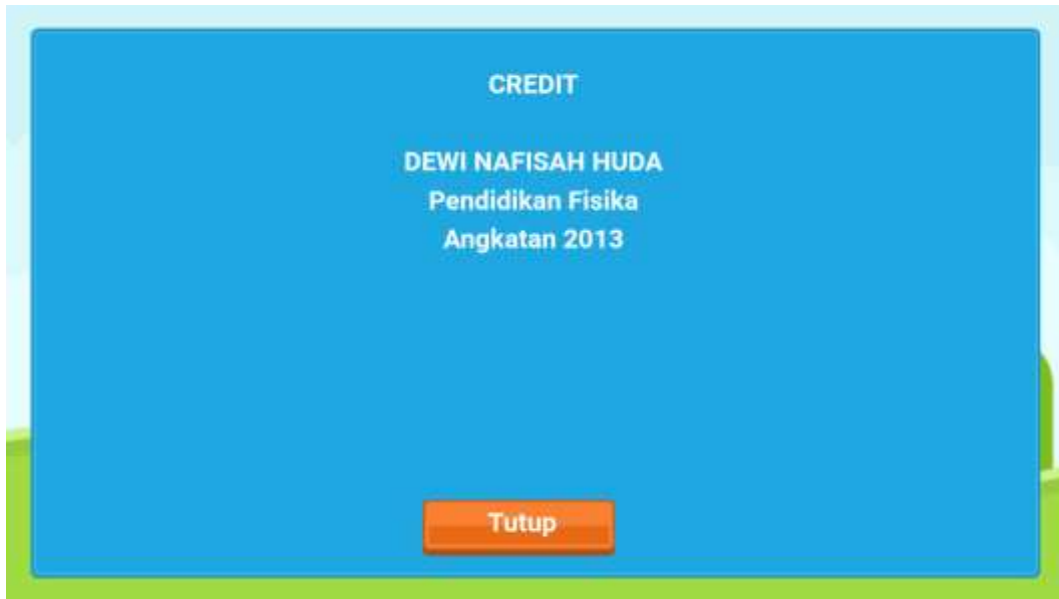 CREDIT
DEWI NAFISAH HUDA
Pendidikan Fisika
Angkatan 2013
Tutup